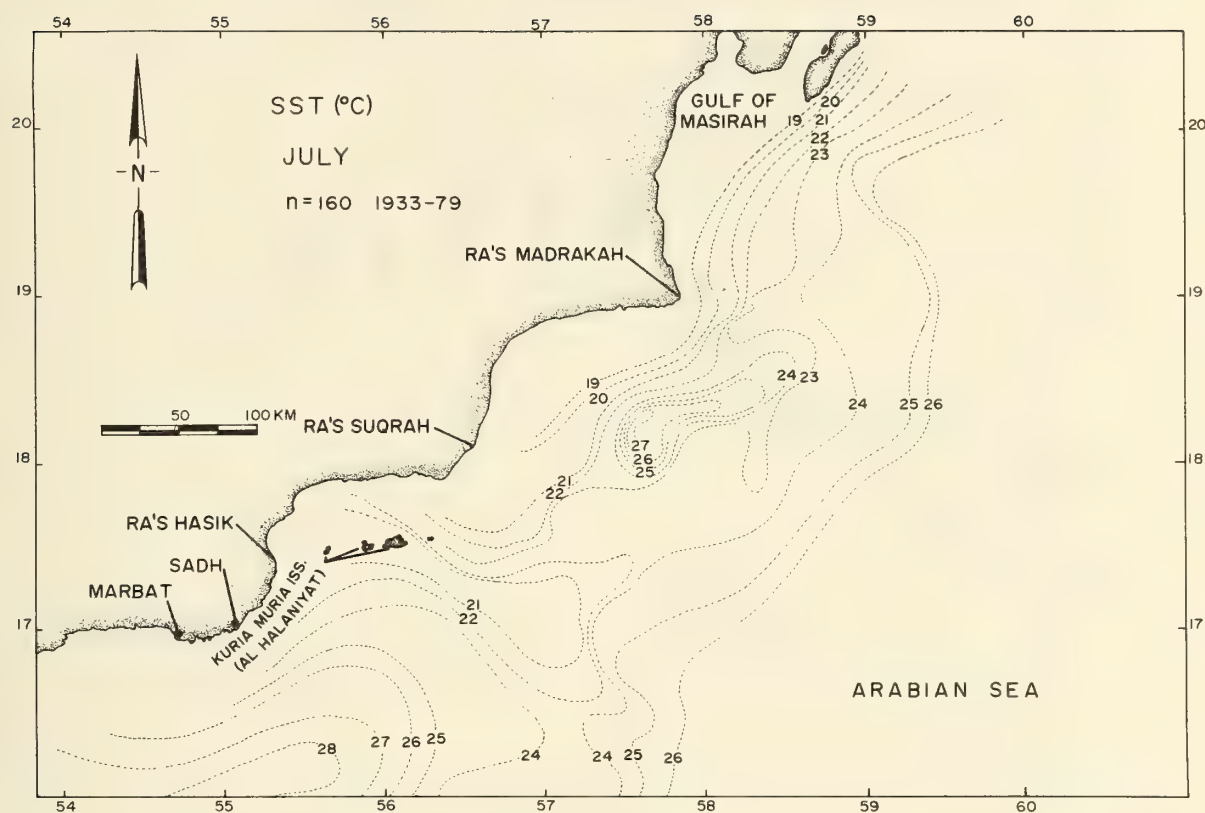 54 55 56 57 58 59 60
SST (°C)
JULY
n=160 1933-79
-N-
GULF OF
MASIRAH
20
19 21
22
23
20 20
RA'S MADRAKAH
19 19
50 100 KM
RA'S SUQRAH
19
20
24 23
24 25 26
27
26
25
18 18
21
22
RA'S HASIK
SADH
MARBAT
KURIA MURIA ISS.
(AL HALANIYAT)
21
22
17 17
ARABIAN SEA
28 27 26 25 24 24 25 26
54 55 56 57 58 59 60